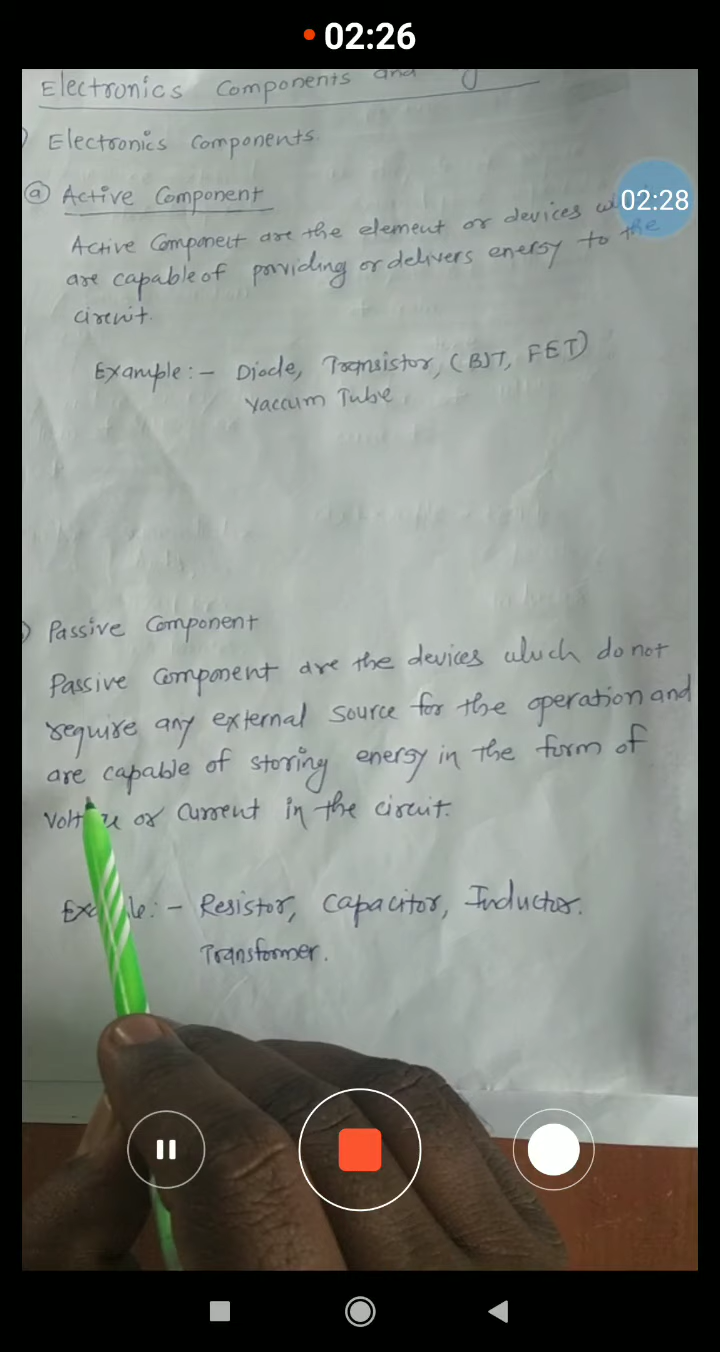 02:26
Electronics Components and
Electronics Components.
(a) Active Component
02:28
Active Component are the element or devices
are capable of providing or delivers energy to the
circuit.
Example:- Diode, Transistor, (BJT, FET)
Vaccum Tube,
Passive Component
Passive Component are the devices which do not
require any external source for the operation and
are capable of storing energy in the form of
or Current in the circuit.
:- Resistor, Capacitor, Inductor.
Transformer.